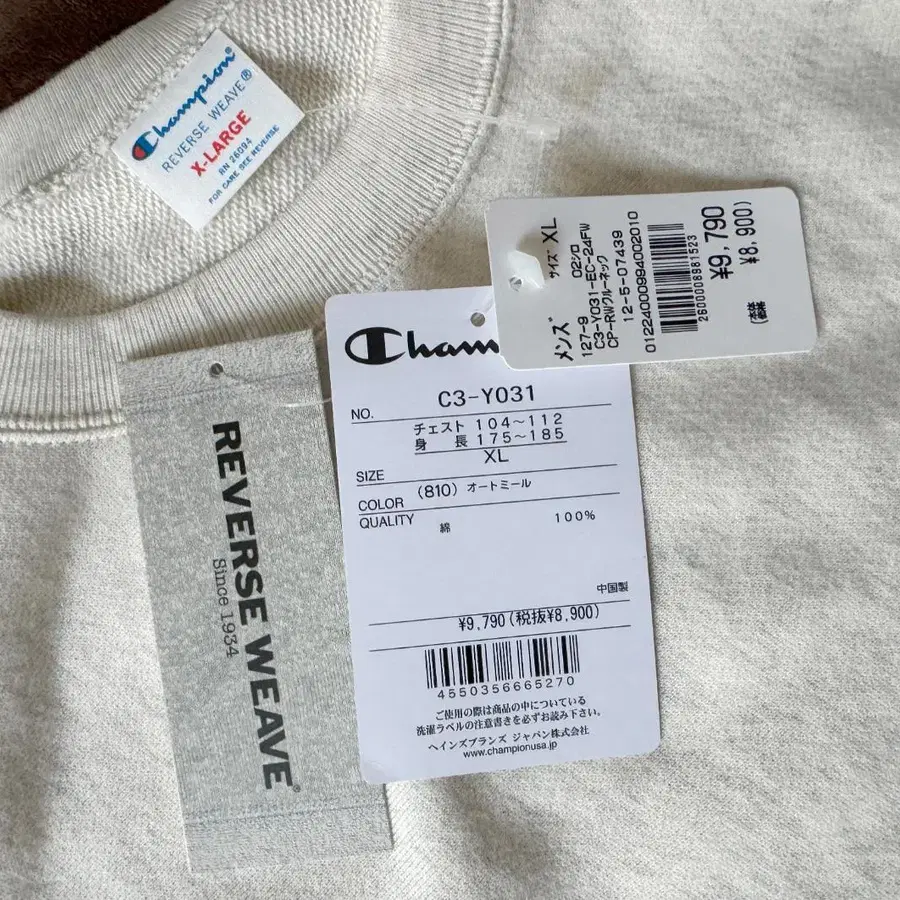 Champion®
REVERSE WEAVE®
X-LARGE
RN 26094
FOR CARE SEE REVERSE
REVERSE WEAVE®
Since 1934
Cham
NO. C3-Y031
チェスト 104～112
身 長 175～185
SIZE XL
COLOR (810) オートミール
QUALITY 綿 100%
中国製
¥9,790(税抜¥8,900)
4550356665270
ご使用の際は商品の中についている
洗濯ラベルの注意書きを必ずお読み下さい。
ヘインズブランズ ジャパン株式会社
www.championusa.jp
メンズ サイズ XL
127-9 02シロ
C3-Y031-EC-24FW
CP-RWクルーネック
12-5-07439
0122400099400201​0
2600008981523
¥9,790
¥8,900)